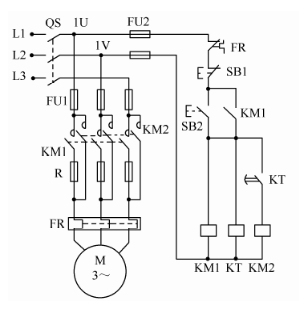 QS 1U FU2
L1
L2 1V
L3
FR
SB1
FU1
KM2
KM1
SB2 KM1
R
KT
FR
M
3~
KM1 KT KM2